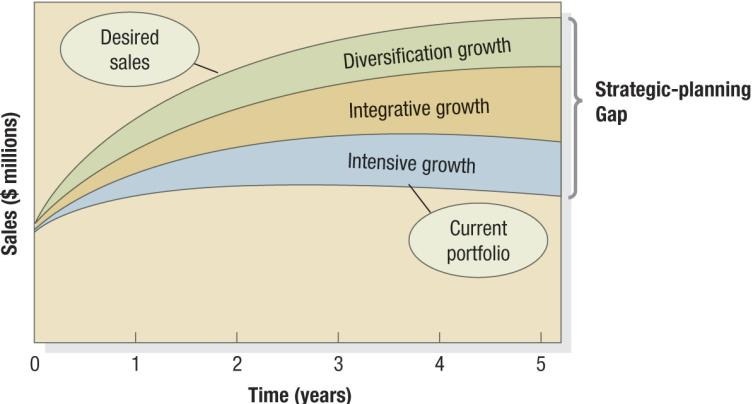 Desired
sales
Diversification growth
Integrative growth
Intensive growth
Current
portfolio
Strategic-planning
Gap
Sales ($ millions)
0
1
2
3
4
5
Time (years)